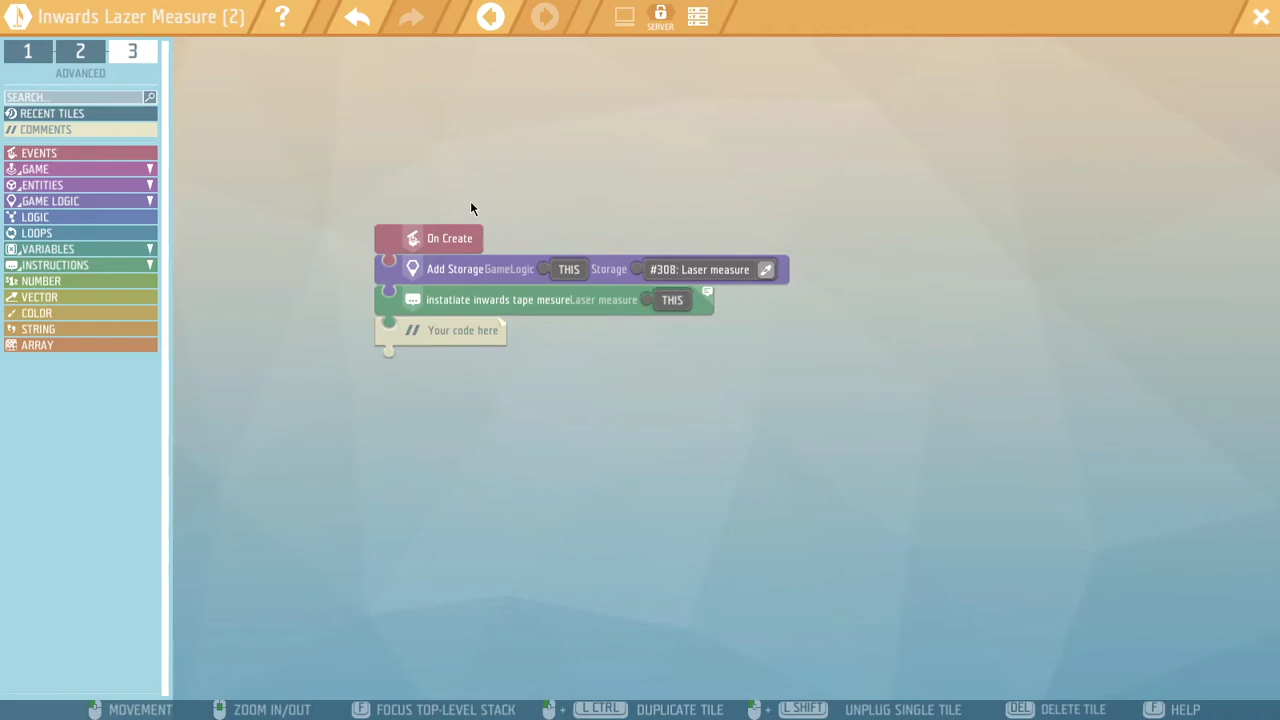 Inwards Lazer Measure (2)
?
SERVER
1 2 3
ADVANCED
SEARCH...
RECENT TILES
// COMMENTS
EVENTS
GAME
ENTITIES
GAME LOGIC
LOGIC
LOOPS
VARIABLES
INSTRUCTIONS
NUMBER
VECTOR
COLOR
STRING
ARRAY
On Create
Add Storage GameLogic THIS Storage #308: Laser measure
instatiate inwards tape mesure Laser measure THIS
// Your code here
MOVEMENT ZOOM IN/OUT F FOCUS TOP-LEVEL STACK + L CTRL DUPLICATE TILE + L SHIFT UNPLUG SINGLE TILE DEL DELETE TILE F HELP